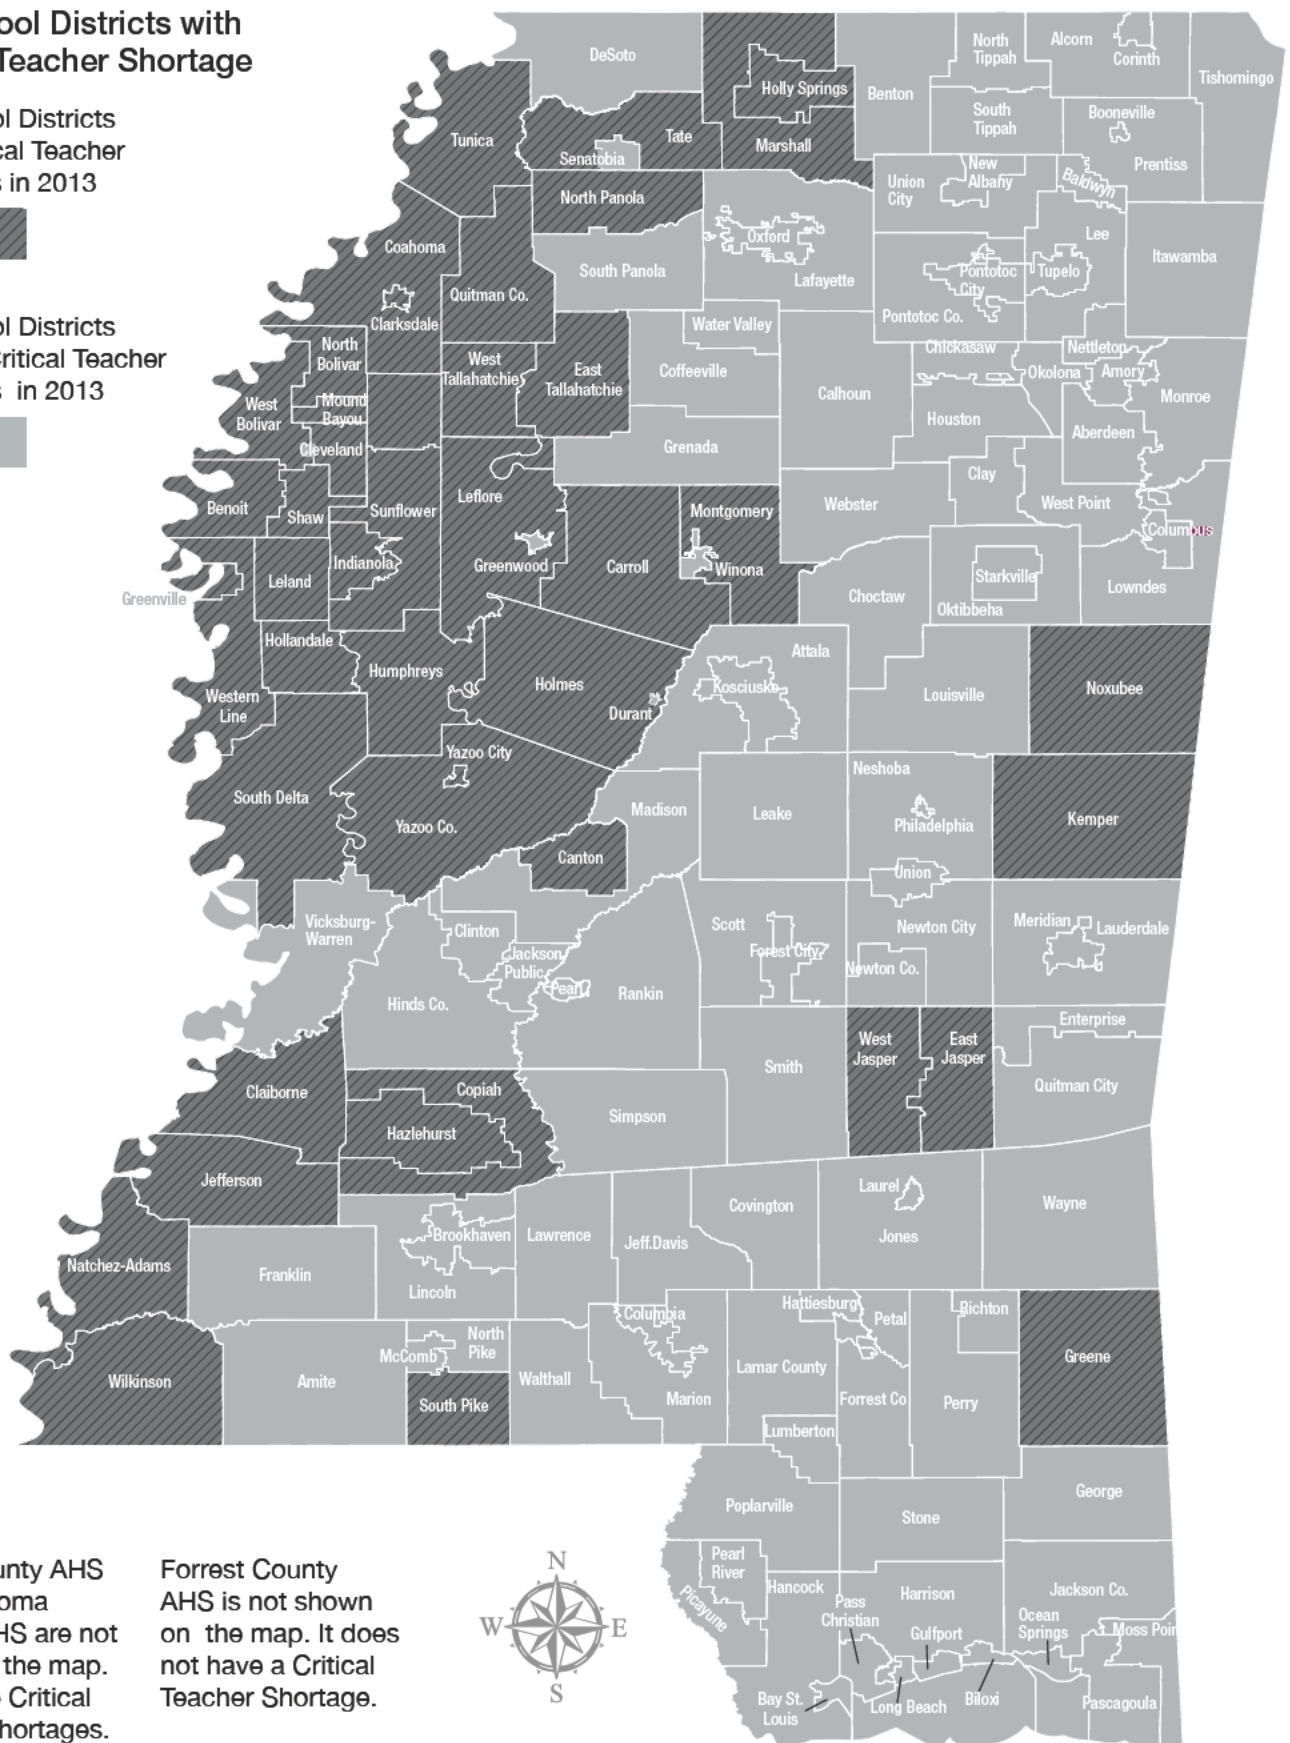 ool Districts with
Teacher Shortage
ol Districts
cal Teacher
s in 2013
ol Districts
Critical Teacher
s in 2013
DeSoto
Holly Springs
Marshall
Benton
North
Tippah
Alcorn
Corinth
Tishomingo
South
Tippah
Booneville
Prentiss
Tunica
Tate
Senatobia
North Panola
Union
City
New
Albany
Baldwyn
Coahoma
Clarksdale
Quitman Co.
South Panola
Oxford
Lafayette
Pontotoc
City
Pontotoc Co.
Lee
Tupelo
Itawamba
North
Bolivar
West
Tallahatchie
East
Tallahatchie
Water Valley
Coffeeville
Calhoun
Chickasaw
Okolona
Nettleton
Amory
Monroe
West
Bolivar
Mound
Bayou
Cleveland
Grenada
Houston
Aberdeen
Benoit
Shaw
Sunflower
Leflore
Montgomery
Webster
Clay
West Point
Columbus
Greenville
Leland
Indianola
Greenwood
Carroll
Winona
Choctaw
Starkville
Oktibbeha
Lowndes
Hollandale
Humphreys
Holmes
Durant
Attala
Kosciusko
Louisville
Noxubee
Western
Line
South Delta
Yazoo City
Yazoo Co.
Madison
Canton
Leake
Neshoba
Philadelphia
Kemper
Union
Vicksburg-
Warren
Clinton
Jackson
Public
Pearl
Hinds Co.
Rankin
Scott
Forest City
Newton City
Newton Co.
Meridian
Lauderdale
Claiborne
Copiah
Hazlehurst
Simpson
Smith
West
Jasper
East
Jasper
Enterprise
Quitman City
Jefferson
Natchez-Adams
Franklin
Brookhaven
Lincoln
Lawrence
Jeff.Davis
Covington
Laurel
Jones
Wayne
Wilkinson
Amite
McComb
North
Pike
South Pike
Walthall
Columbia
Marion
Lamar County
Lumberton
Hattiesburg
Petal
Forrest Co
Richton
Perry
Greene
Poplarville
Stone
George
Pearl
River
Picayune
Hancock
Pass
Christian
Harrison
Gulfport
Jackson Co.
Ocean
Springs
Moss Poin
Bay St.
Louis
Long Beach
Biloxi
Pascagoula
unty AHS
oma
HS are not
the map.
Critical
hortages.
Forrest County
AHS is not shown
on the map. It does
not have a Critical
Teacher Shortage.
N
W
E
S